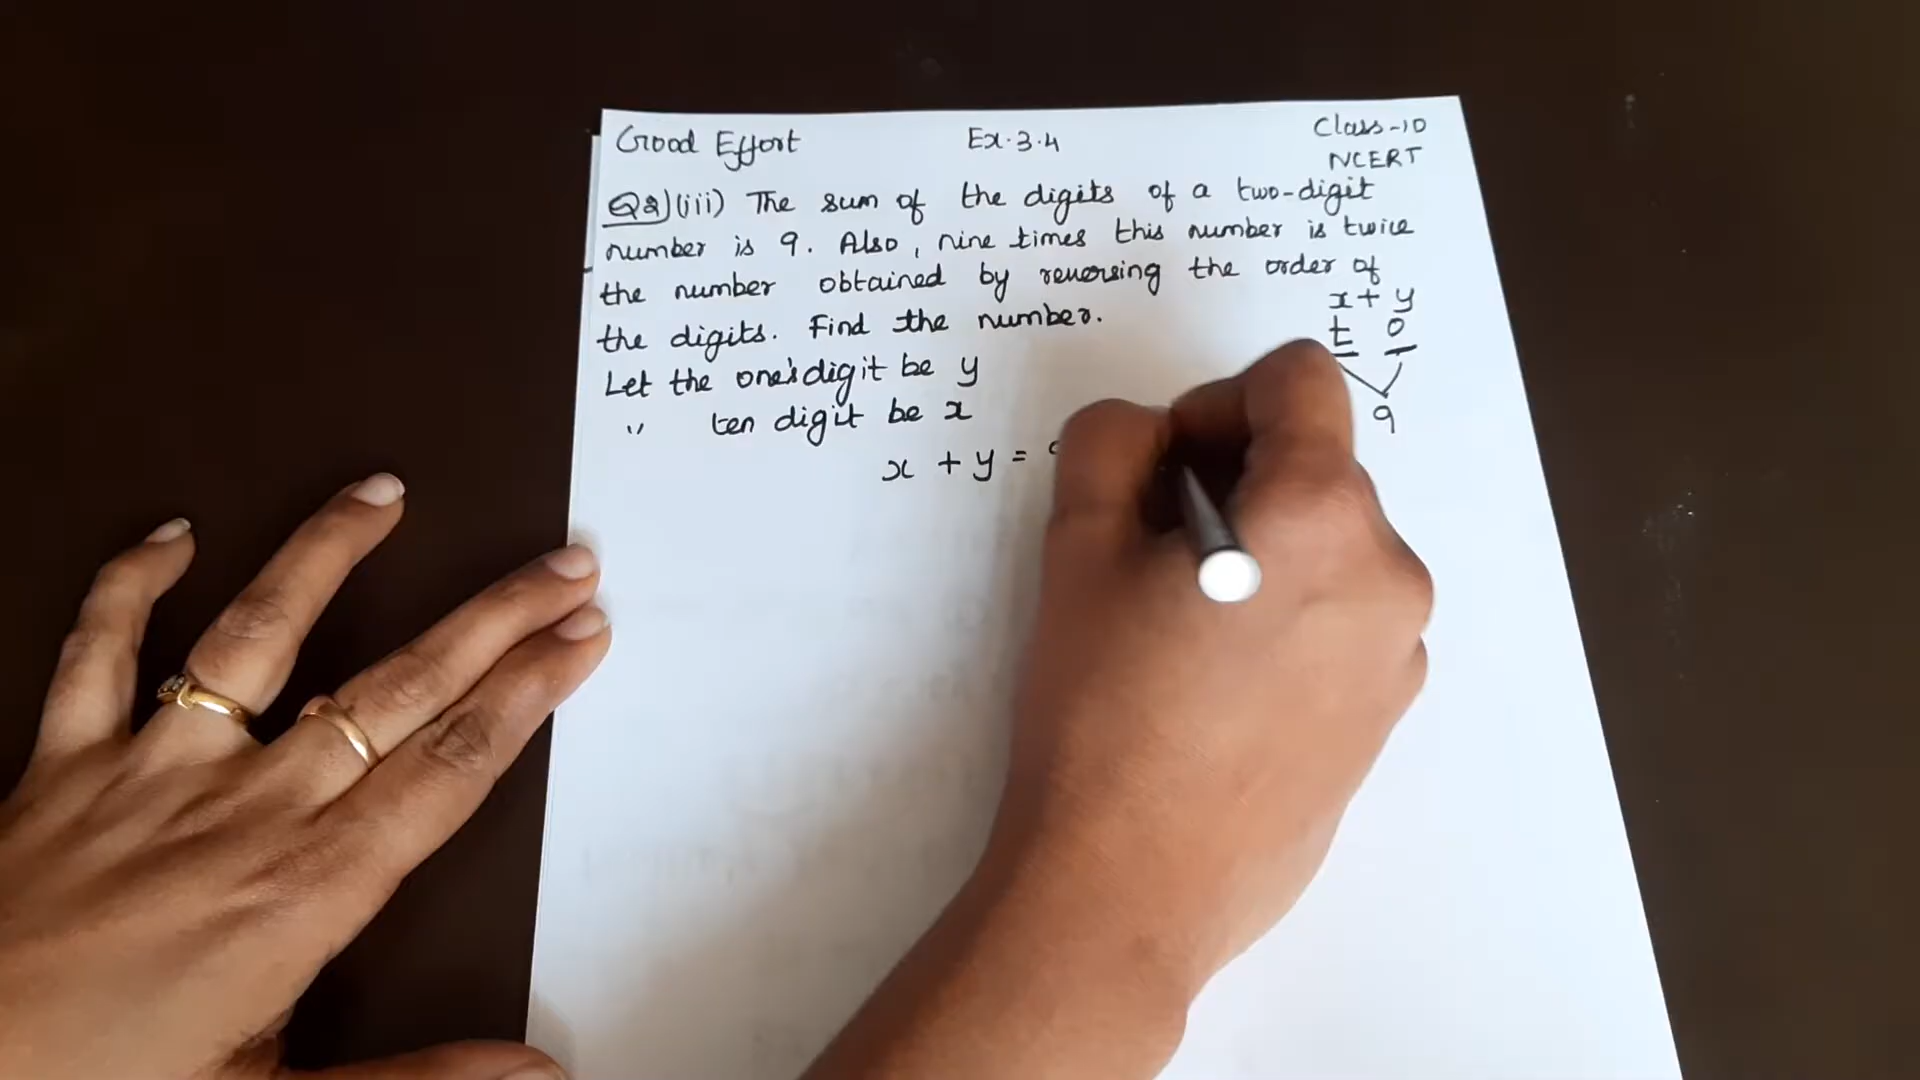 Good Effort Ex.3.4 Class-10
NCERT
Q2)(iii) The sum of the digits of a two-digit
number is 9. Also, nine times this number is twice
the number obtained by reversing the order of
the digits. Find the number.
x+ y
t o
9
Let the one's digit be y
" ten digit be x
x + y =